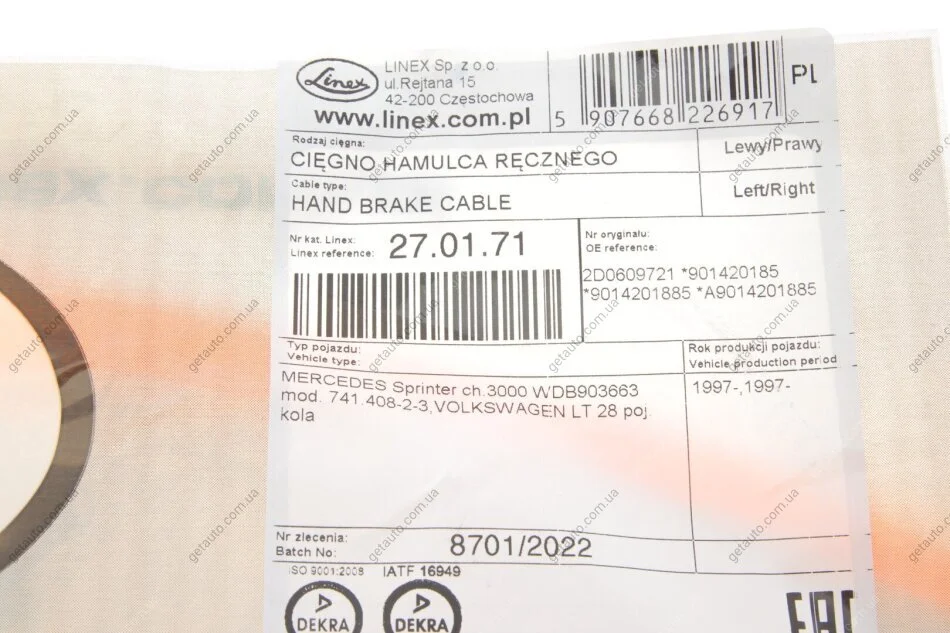 Linex
LINEX Sp. z o.o.
ul.Rejtana 15
42-200 Czestochowa
www.linex.com.pl
5 907668 226917
PL
Rodzaj cięgna:
CIĘGNO HAMULCA RĘCZNEGO
Lewy/Prawy
Cable type:
HAND BRAKE CABLE
Left/Right
Nr kat. Linex:
Linex reference:
27.01.71
Nr oryginału:
OE reference:
2D0609721 *901420185
*9014201885 *A9014201885
Typ pojazdu:
Vehicle type:
MERCEDES Sprinter ch.3000 WDB903663
mod. 741.408-2-3,VOLKSWAGEN LT 28 poj.
kola
Rok produkcji pojazdu:
Vehicle production period
1997-,1997-
Nr zlecenia:
Batch No:
8701/2022
ISO 9001:2008 IATF 16949
DEKRA
DEKRA
EAC
getauto.com.ua